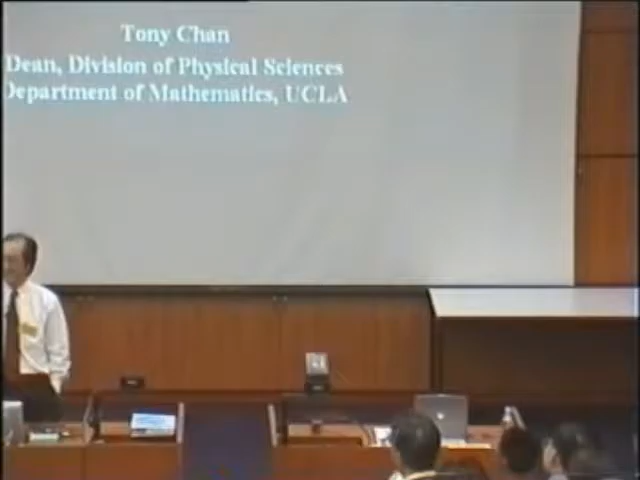 Tony Chan
Dean, Division of Physical Sciences
Department of Mathematics, UCLA